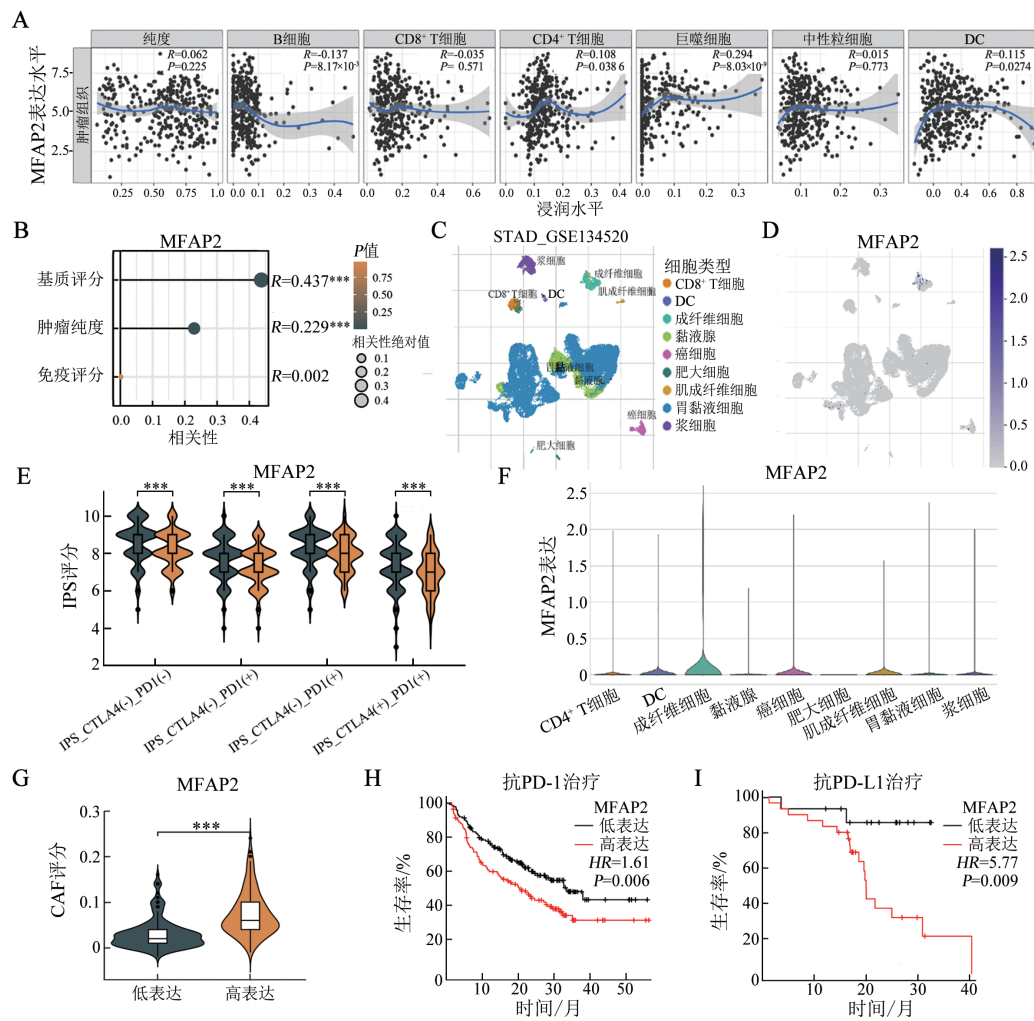 A
纯度
B细胞
CD8⁺ T细胞
CD4⁺ T细胞
巨噬细胞
中性粒细胞
DC
R=0.062
P=0.225
R=-0.137
P=8.17×10⁻³
R=-0.035
P= 0.571
R=0.108
P=0.038 6
R=0.294
P=8.03×10⁻⁹
R=0.015
P=0.773
R=0.115
P=0.0274
MFAP2表达水平
肿瘤组织
7.5
5.0
2.5
0.25 0.50 0.75 1.0
0.0 0.1 0.2 0.3 0.4
0.0 0.2 0.4 0.6
0.0 0.1 0.2 0.3 0.4
0.0 0.1 0.2 0.3
0.1 0.2 0.3
0.0 0.2 0.4 0.6 0.8
浸润水平
B
MFAP2
基质评分
肿瘤纯度
免疫评分
R=0.437***
R=0.229***
R=0.002
0.0 0.1 0.2 0.3 0.4
相关性
P值
0.75
0.50
0.25
相关性绝对值
0.1
0.2
0.3
0.4
C
STAD_GSE134520
浆细胞
成纤维细胞
CD8⁺ T细胞
DC
肌成纤维细胞
胃黏液细胞
黏液腺
癌细胞
肥大细胞
细胞类型
CD8⁺ T细胞
DC
成纤维细胞
黏液腺
癌细胞
肥大细胞
肌成纤维细胞
胃黏液细胞
浆细胞
D
MFAP2
2.5
2.0
1.5
1.0
0.5
0.0
E
MFAP2
*** *** *** ***
IPS评分
10
8
6
4
2
IPS_CTLA4(-)_PD1(-)
IPS_CTLA4(-)_PD1(+)
IPS_CTLA4(-)_PD1(+)
IPS_CTLA4(+)_PD1(+)
F
MFAP2
MFAP2表达
2.5
2.0
1.5
1.0
0.5
0
CD4⁺ T细胞
DC
成纤维细胞
黏液腺
癌细胞
肥大细胞
肌成纤维细胞
胃黏液细胞
浆细胞
G
MFAP2
***
CAF评分
0.3
0.2
0.1
0
低表达
高表达
H
抗PD-1治疗
MFAP2
低表达
高表达
HR=1.61
P=0.006
生存率/%
100
80
60
40
20
0
10 20 30 40 50
时间/月
I
抗PD-L1治疗
MFAP2
低表达
高表达
HR=5.77
P=0.009
生存率/%
100
80
60
40
20
0
10 20 30 40
时间/月